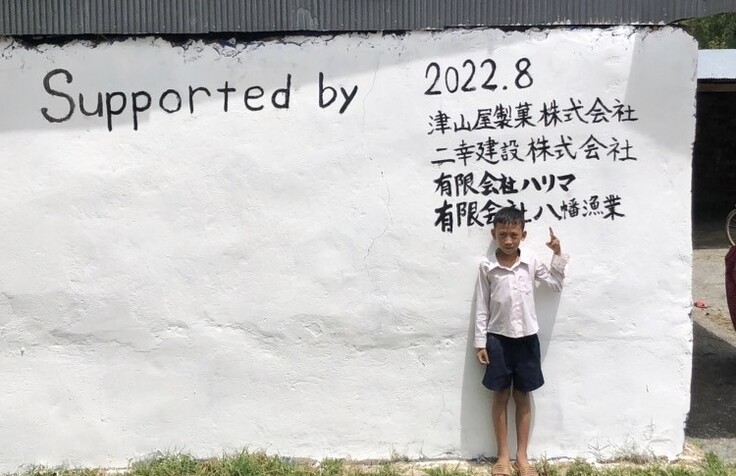 Supported by
2022.8
津山屋製菓株式会社
二幸建設株式会社
有限会社ハリマ
有限会社八幡漁業